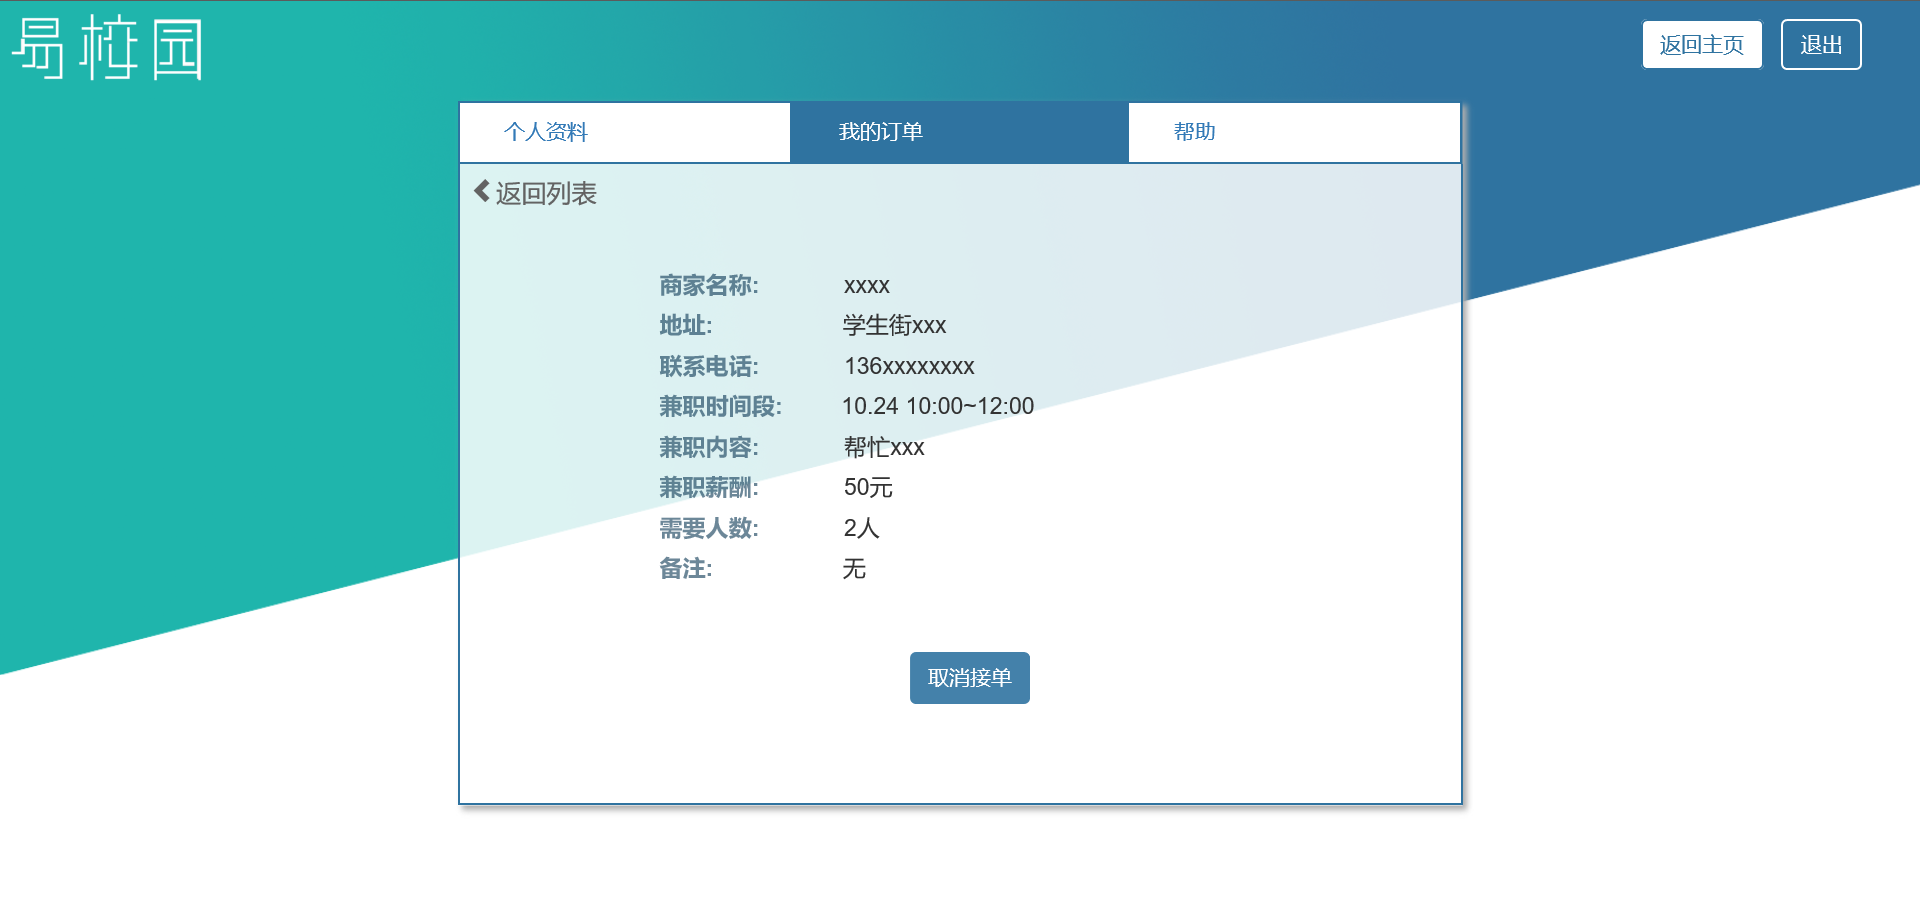 易校园
返回主页 退出
个人资料 我的订单 帮助
返回列表
商家名称: xxxx
地址: 学生街xxx
联系电话: 136xxxxxxxx
兼职时间段: 10.24 10:00~12:00
兼职内容: 帮忙xxx
兼职薪酬: 50元
需要人数: 2人
备注: 无
取消接单